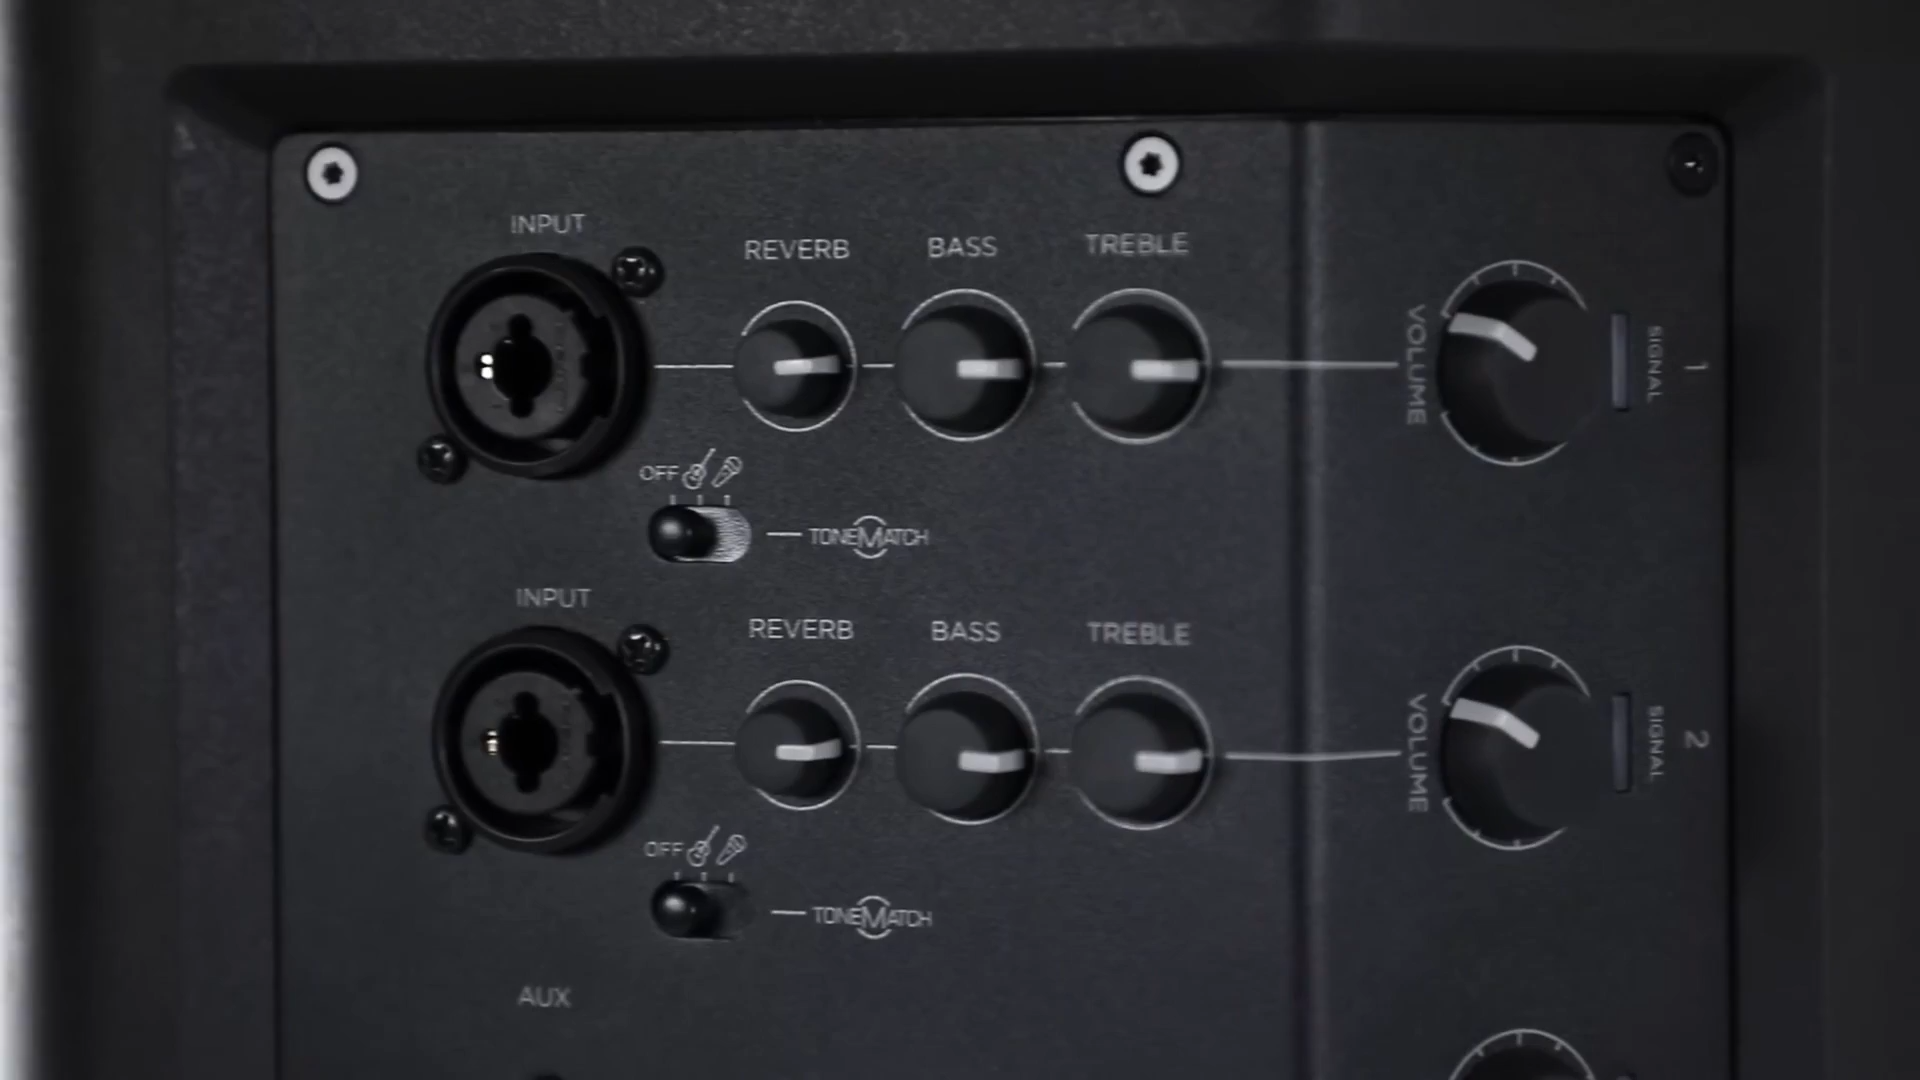 INPUT
REVERB
BASS
TREBLE
VOLUME
SIGNAL
1
OFF
TONEMATCH
INPUT
REVERB
BASS
TREBLE
VOLUME
SIGNAL
2
OFF
TONEMATCH
AUX